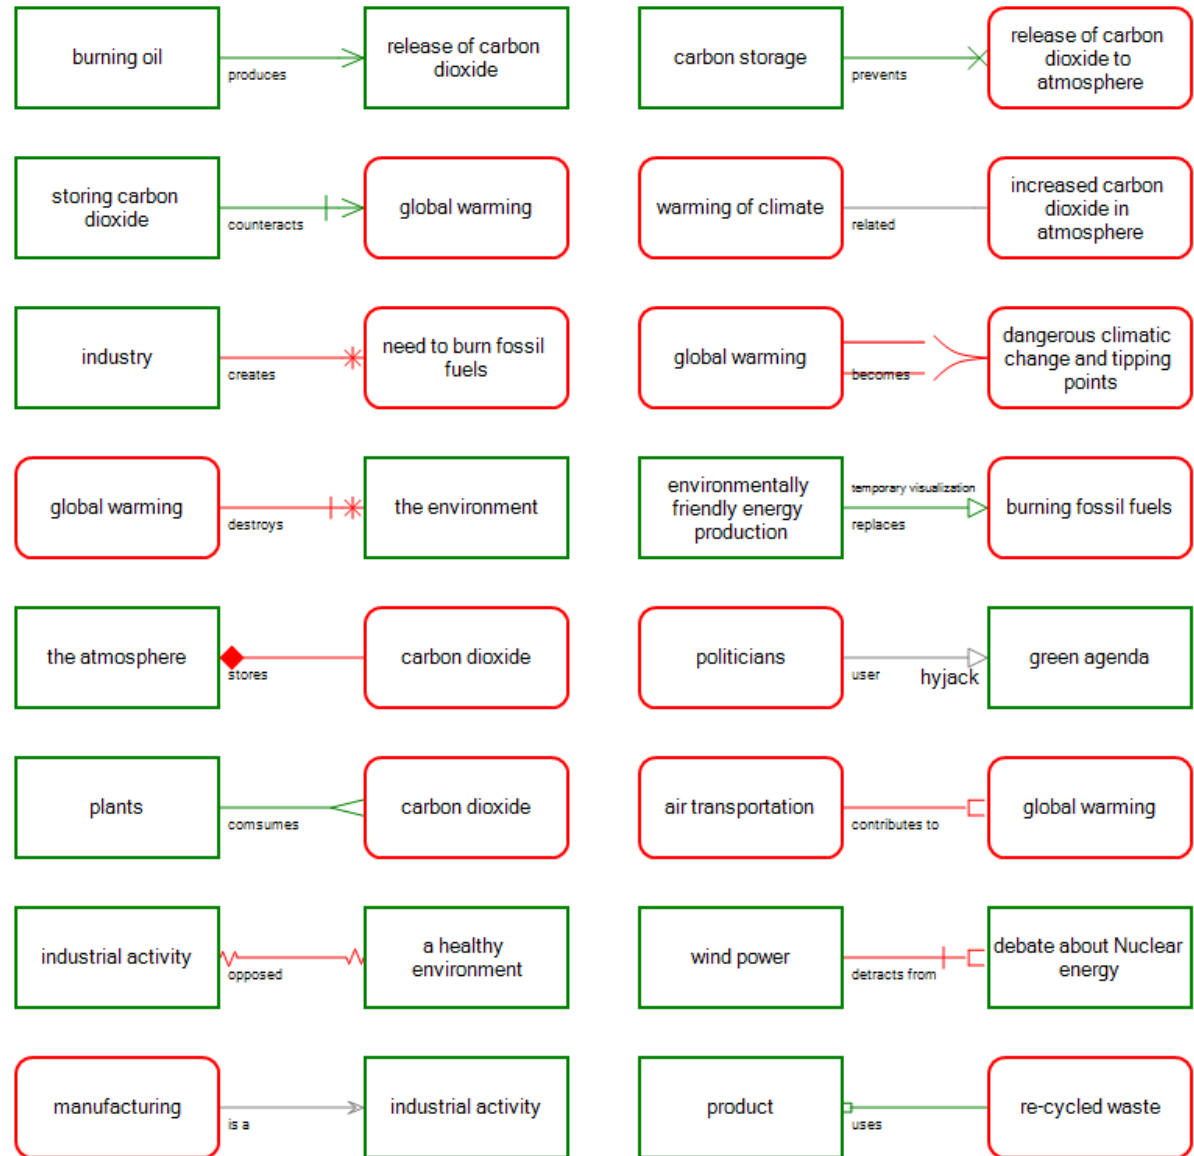 burning oil
produces
release of carbon
dioxide
carbon storage
prevents
release of carbon
dioxide to
atmosphere
storing carbon
dioxide
counteracts
global warming
warming of climate
related
increased carbon
dioxide in
atmosphere
industry
creates
need to burn fossil
fuels
global warming
becomes
dangerous climatic
change and tipping
points
global warming
destroys
the environment
environmentally
friendly energy
production
temporary visualization
replaces
burning fossil fuels
the atmosphere
stores
carbon dioxide
politicians
user
hyjack
green agenda
plants
comsumes
carbon dioxide
air transportation
contributes to
global warming
industrial activity
opposed
a healthy
environment
wind power
detracts from
debate about Nuclear
energy
manufacturing
is a
industrial activity
product
uses
re-cycled waste